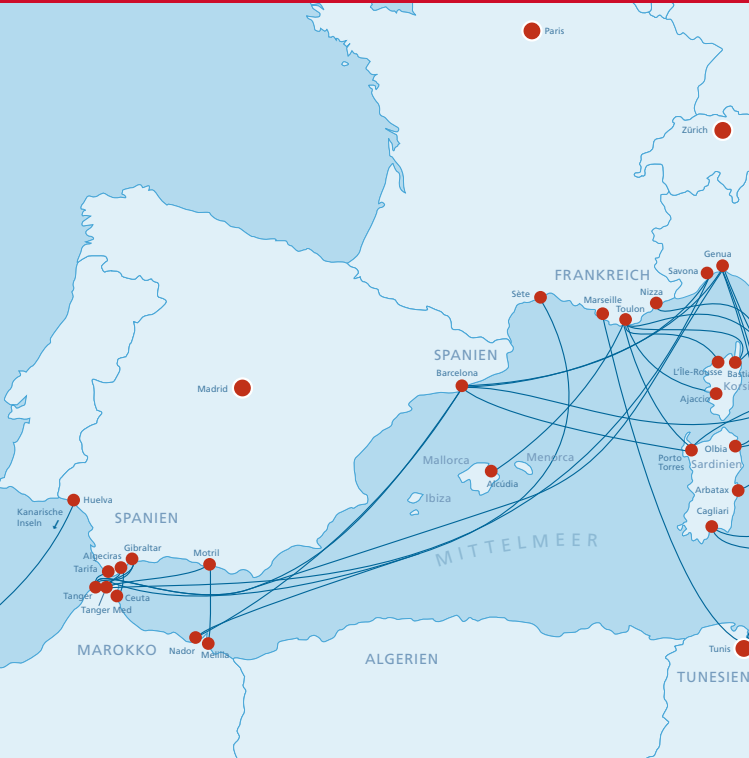 Paris
Zürich
Genua
Savona
FRANKREICH
Nizza
Sète
Marseille
Toulon
SPANIEN
Barcelona
L'Île-Rousse
Bastia
Korsi
Ajaccio
Madrid
Mallorca
Menorca
Alcúdia
Ibiza
Porto
Torres
Olbia
Sardinien
Arbatax
Cagliari
Huelva
Kanarische
Inseln
SPANIEN
MITTELMEER
Gibraltar
Algeciras
Motril
Tarifa
Tanger
Ceuta
Tanger Med
MAROKKO
Nador
Melilla
ALGERIEN
Tunis
TUNESIEN